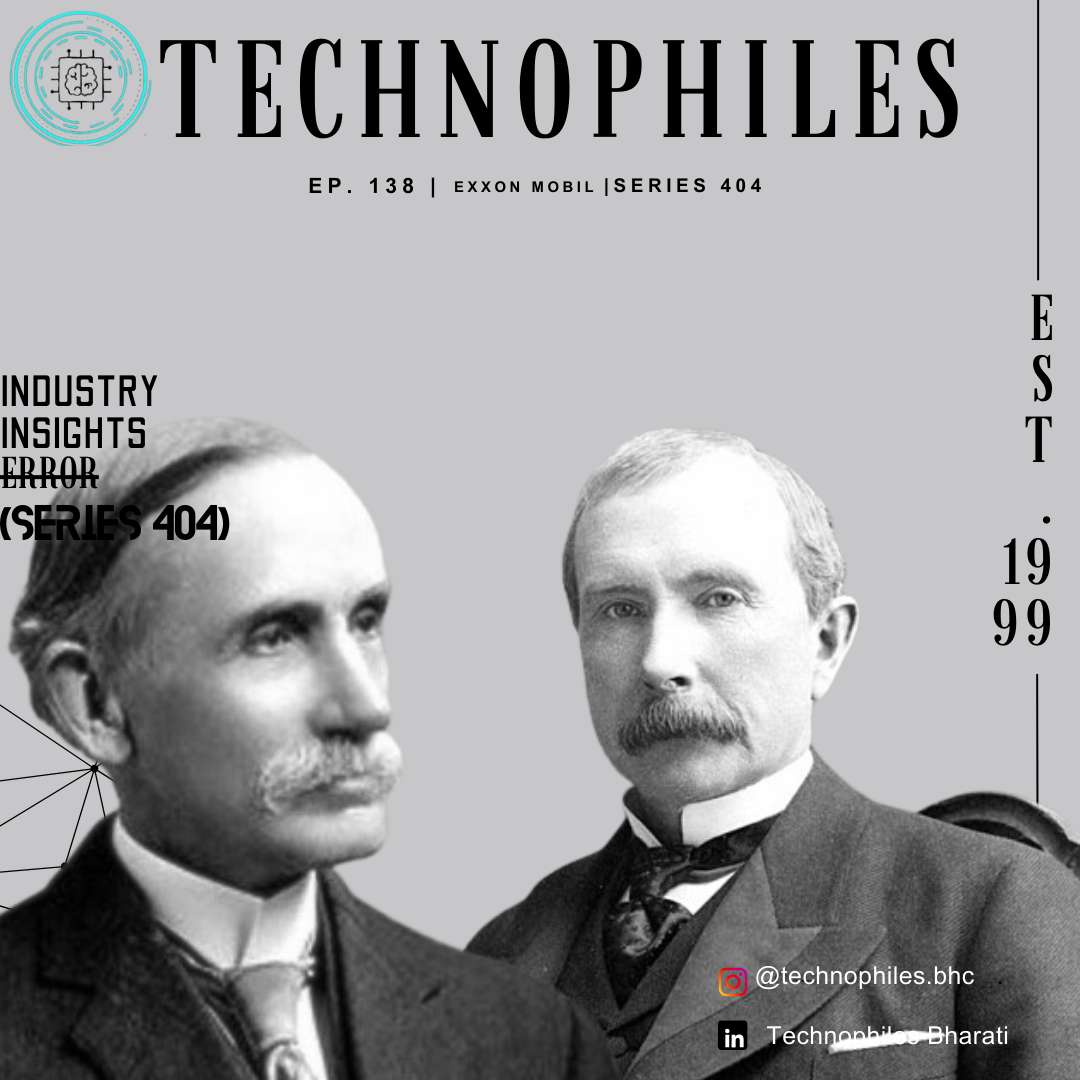 TECHNOPHILES
EP. 138 | EXXON MOBIL |SERIES 404
INDUSTRY
INSIGHTS
ERROR
(SERIES 404)
EST.
19
99
@technophiles.bhc
Technophiles Bharati